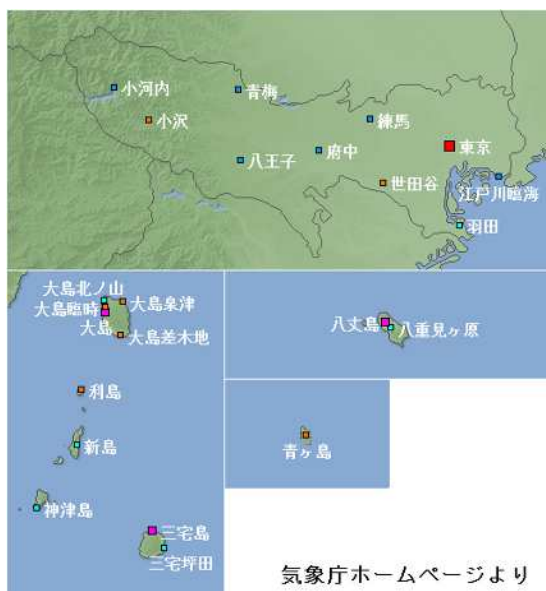 小河内
青梅
小沢
練馬
八王子
府中
東京
世田谷
江戸川臨海
羽田
大島北ノ山
大島泉津
大島臨時
大島
大島差木地
八丈島
八重見ヶ原
利島
新島
青ヶ島
神津島
三宅島
三宅坪田
気象庁ホームページより